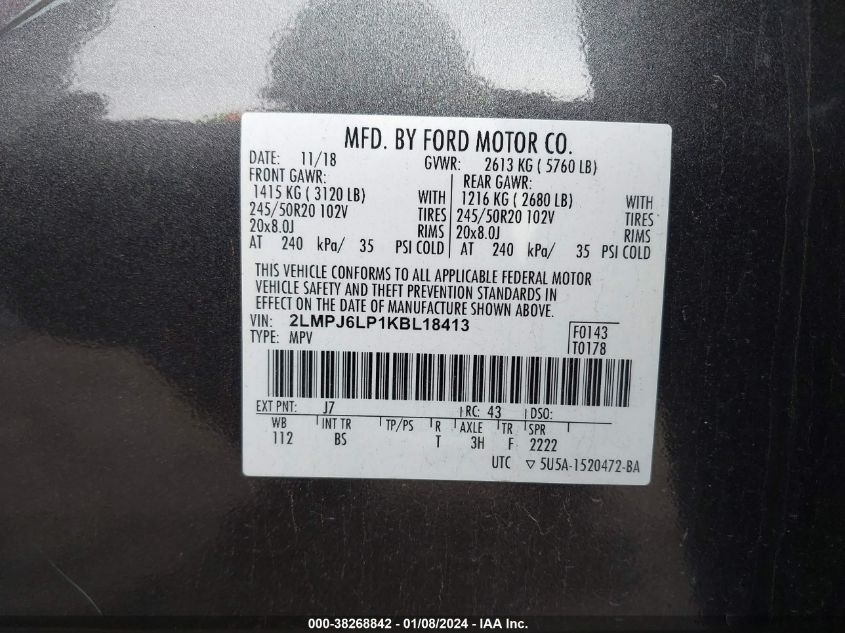 MFD. BY FORD MOTOR CO.
DATE: 11/18 GVWR: 2613 KG ( 5760 LB)
FRONT GAWR: REAR GAWR:
1415 KG ( 3120 LB) WITH 1216 KG ( 2680 LB) WITH
245/50R20 102V TIRES 245/50R20 102V TIRES
20x8.0J RIMS 20x8.0J RIMS
AT 240 kPa/ 35 PSI COLD AT 240 kPa/ 35 PSI COLD
THIS VEHICLE CONFORMS TO ALL APPLICABLE FEDERAL MOTOR
VEHICLE SAFETY AND THEFT PREVENTION STANDARDS IN
EFFECT ON THE DATE OF MANUFACTURE SHOWN ABOVE.
VIN: 2LMPJ6LP1KBL18413 F0143
TYPE: MPV T0178
EXT PNT: J7 RC: 43 DSO:
WB INT TR TP/PS R AXLE TR SPR
112 BS T 3H F 2222
UTC ▽ 5U5A-1520472-BA
000-38268842 - 01/08/2024 - IAA Inc.